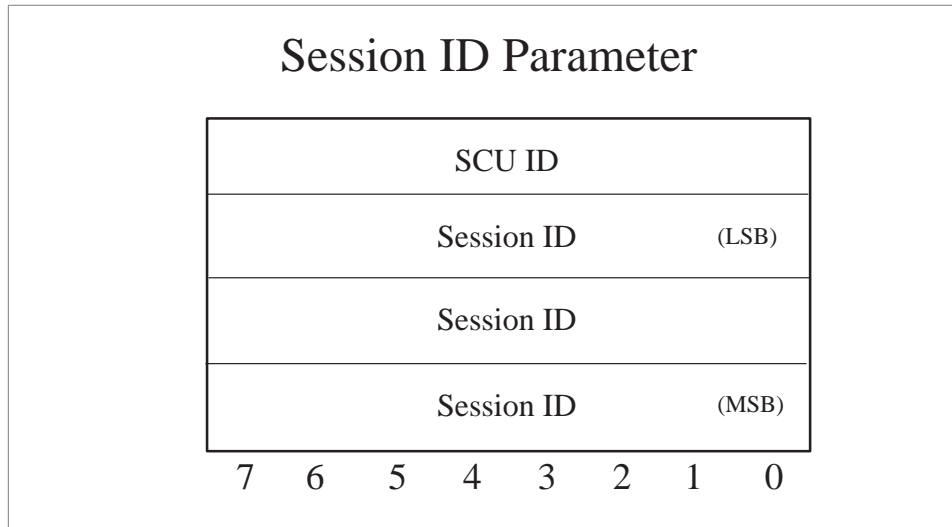 Session ID Parameter
SCU ID
Session ID (LSB)
Session ID
Session ID (MSB)
7 6 5 4 3 2 1 0